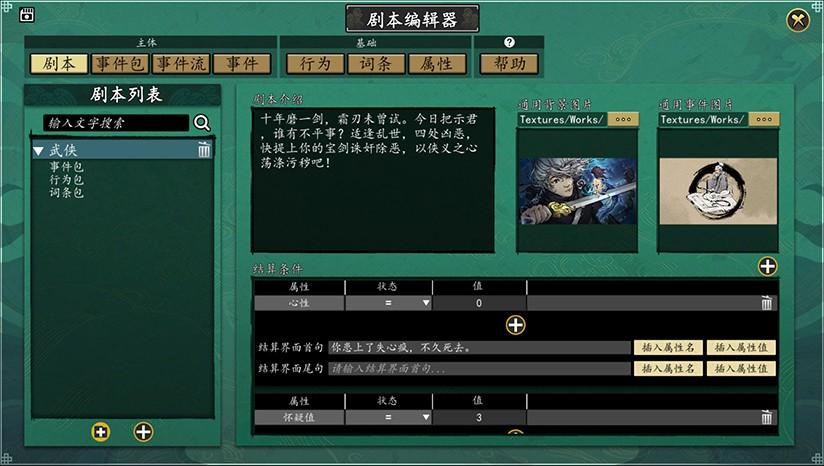 剧本编辑器
主体
基础
?
剧本
事件包
事件流
事件
行为
词条
属性
帮助
剧本列表
输入文字搜索
武侠
事件包
行为包
词条包
剧本介绍
十年磨一剑，霜刃未曾试。今日把示君
，谁有不平事？适逢乱世，四处凶恶，
快提上你的宝剑诛奸除恶，以侠义之心
荡涤污秽吧！
通用背景图片
Textures/Works/
通用事件图片
Textures/Works/
结算条件
属性 状态 值
心性 = 0
结算界面首句 你患上了失心疯，不久死去。 插入属性名 插入属性值
结算界面尾句 请输入结算界面首句... 插入属性名 插入属性值
属性 状态 值
怀疑值 = 3